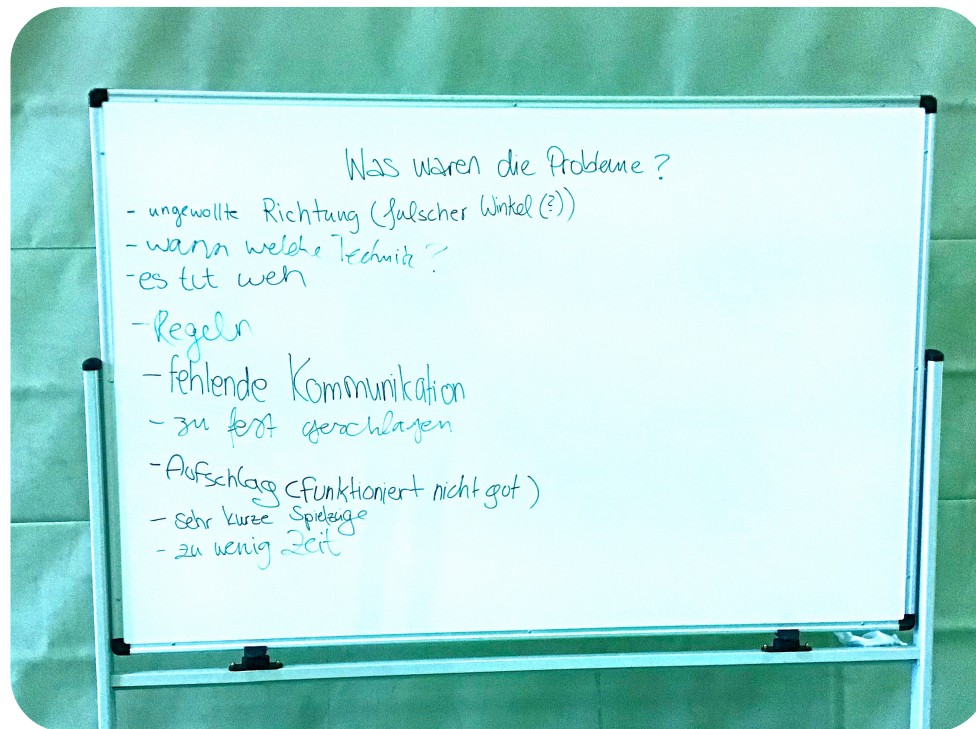 Was waren die Probleme?
- ungewollte Richtung (falscher Winkel (?))
- wann welche Technik?
- es tut weh
- Regeln
- fehlende Kommunikation
- zu fest geschlagen
- Aufschlag (funktioniert nicht gut)
- sehr kurze Spielzüge
- zu wenig Zeit